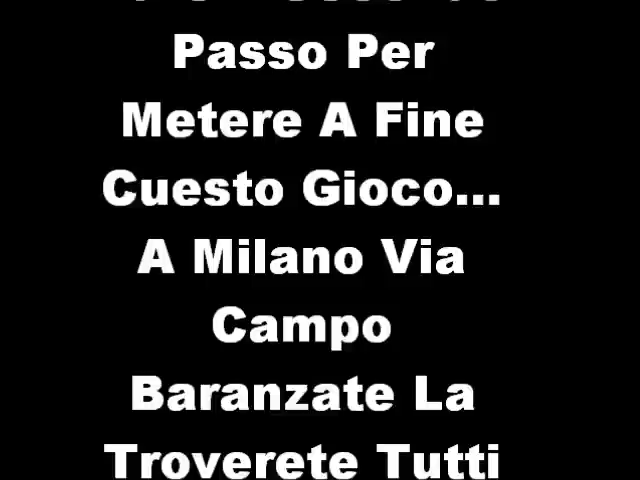 Passo Per
Metere A Fine
Cuesto Gioco...
A Milano Via
Campo
Baranzate La
Troverete Tutti